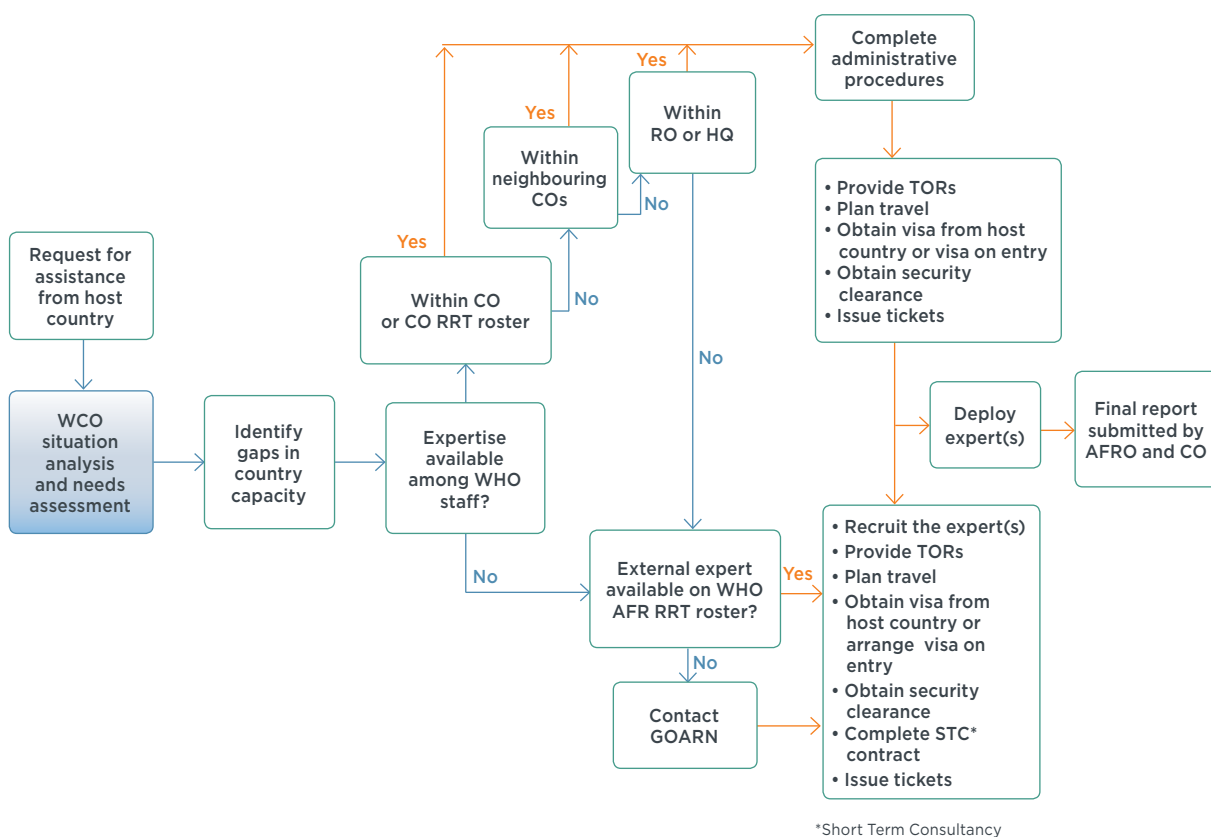 Request for
assistance
from host
country
WCO
situation
analysis
and needs
assessment
Identify
gaps in
country
capacity
Expertise
available
among WHO
staff?
Yes
Within CO
or CO RRT roster
No
Yes
Within
neighbouring
COs
No
Yes
Within
RO or HQ
No
No
External expert
available on WHO
AFR RRT roster?
Yes
No
Contact
GOARN
Complete
administrative
procedures
• Provide TORs
• Plan travel
• Obtain visa from host
country or visa on entry
• Obtain security
clearance
• Issue tickets
Deploy
expert(s)
Final report
submitted by
AFRO and CO
• Recruit the expert(s)
• Provide TORs
• Plan travel
• Obtain visa from
host country or
arrange visa on
entry
• Obtain security
clearance
• Complete STC*
contract
• Issue tickets
*Short Term Consultancy